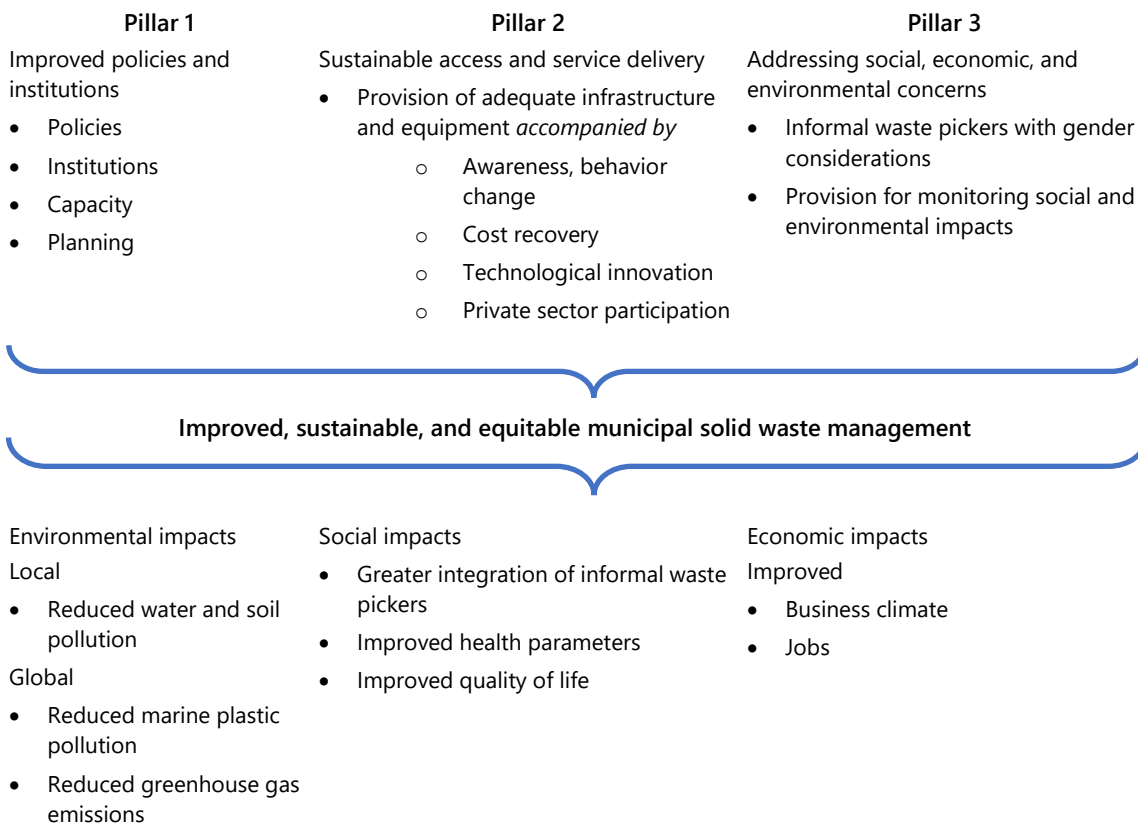 Pillar 1
Improved policies and
institutions
• Policies
• Institutions
• Capacity
• Planning
Pillar 2
Sustainable access and service delivery
• Provision of adequate infrastructure
and equipment accompanied by
o Awareness, behavior
change
o Cost recovery
o Technological innovation
o Private sector participation
Pillar 3
Addressing social, economic, and
environmental concerns
• Informal waste pickers with gender
considerations
• Provision for monitoring social and
environmental impacts
Improved, sustainable, and equitable municipal solid waste management
Environmental impacts
Local
• Reduced water and soil
pollution
Global
• Reduced marine plastic
pollution
• Reduced greenhouse gas
emissions
Social impacts
• Greater integration of informal waste
pickers
• Improved health parameters
• Improved quality of life
Economic impacts
Improved
• Business climate
• Jobs